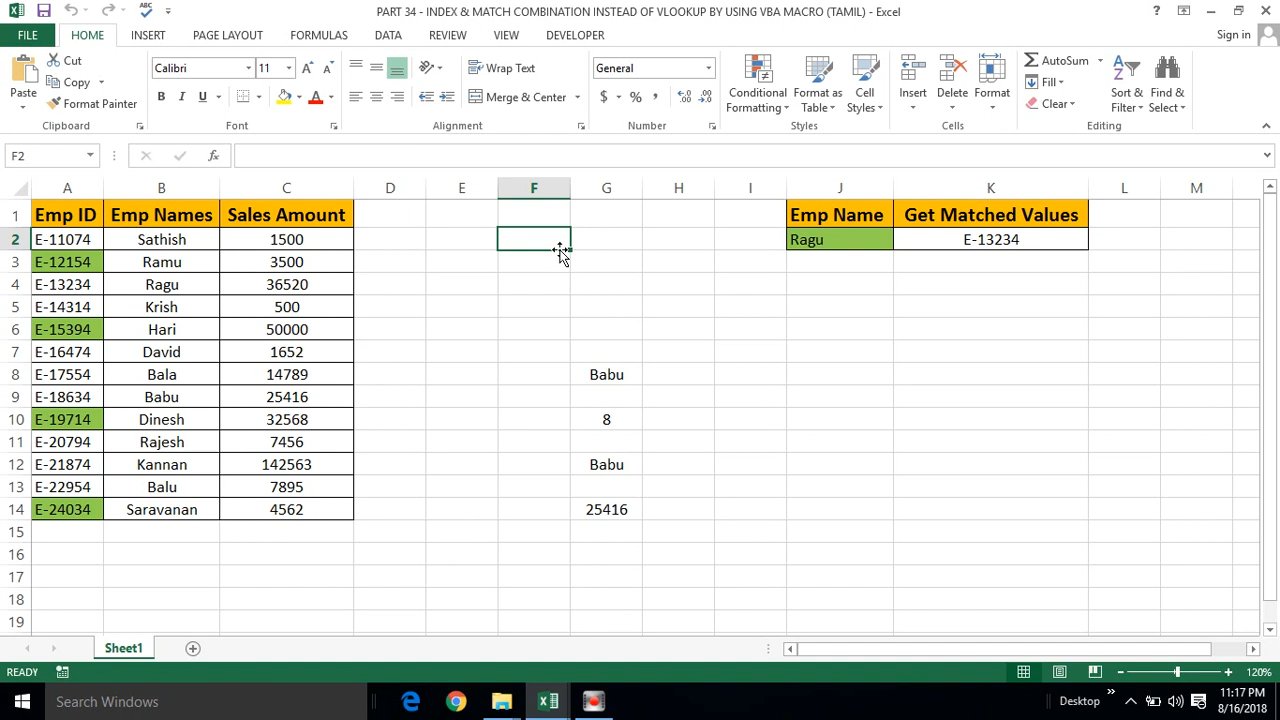 PART 34 - INDEX & MATCH COMBINATION INSTEAD OF VLOOKUP BY USING VBA MACRO (TAMIL) - Excel
FILE HOME INSERT PAGE LAYOUT FORMULAS DATA REVIEW VIEW DEVELOPER Sign in
Cut Calibri 11 Wrap Text General AutoSum
Copy Fill
Paste Format Painter Merge & Center Conditional Formatting Format as Table Cell Styles Insert Delete Format Clear Sort & Filter Find & Select
Clipboard Font Alignment Number Styles Cells Editing
F2 fx
A B C D E F G H I J K L M
1 Emp ID Emp Names Sales Amount Emp Name Get Matched Values
2 E-11074 Sathish 1500 Ragu E-13234
3 E-12154 Ramu 3500
4 E-13234 Ragu 36520
5 E-14314 Krish 500
6 E-15394 Hari 50000
7 E-16474 David 1652
8 E-17554 Bala 14789 Babu
9 E-18634 Babu 25416
10 E-19714 Dinesh 32568 8
11 E-20794 Rajesh 7456
12 E-21874 Kannan 142563 Babu
13 E-22954 Balu 7895
14 E-24034 Saravanan 4562 25416
15
16
17
18
19
Sheet1
READY 120%
Search Windows Desktop 11:17 PM
8/16/2018